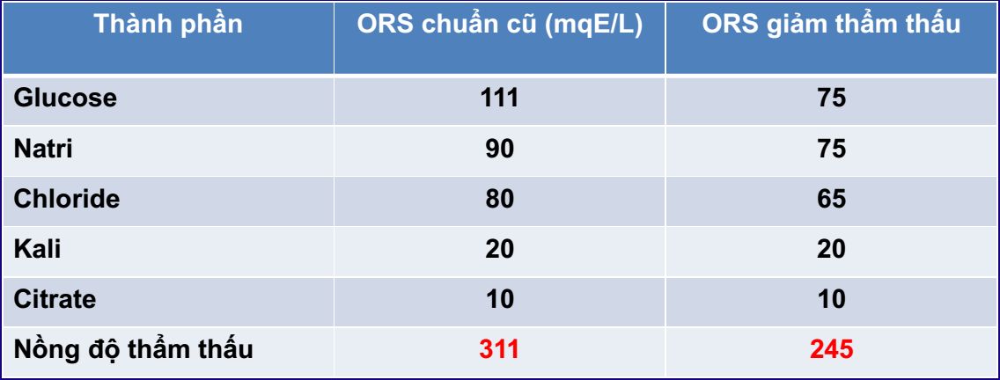 Thành phần ORS chuẩn cũ (mqE/L) ORS giảm thẩm thấu
Glucose 111 75
Natri 90 75
Chloride 80 65
Kali 20 20
Citrate 10 10
Nồng độ thẩm thấu 311 245